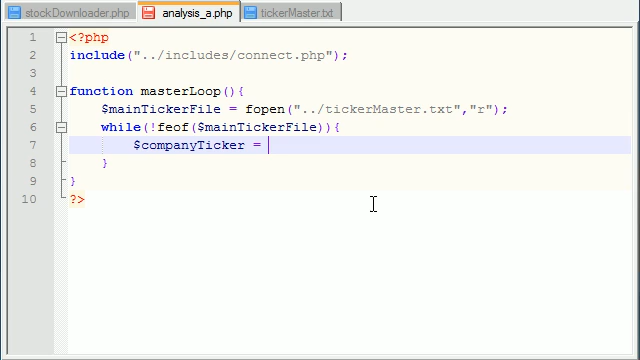 stockDownloader.php analysis_a.php tickerMaster.txt
1 <?php
2 include("../includes/connect.php");
3
4 function masterLoop(){
5 $mainTickerFile = fopen("../tickerMaster.txt","r");
6 while(!feof($mainTickerFile)){
7 $companyTicker =
8 }
9 }
10 ?>